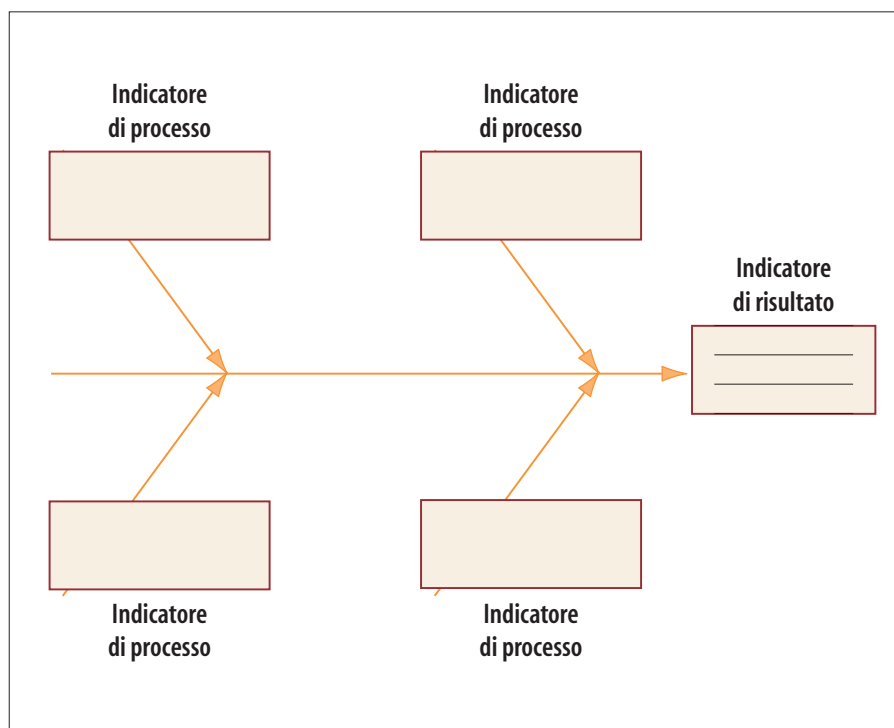 Indicatore
di processo
Indicatore
di processo
Indicatore
di risultato
Indicatore
di processo
Indicatore
di processo